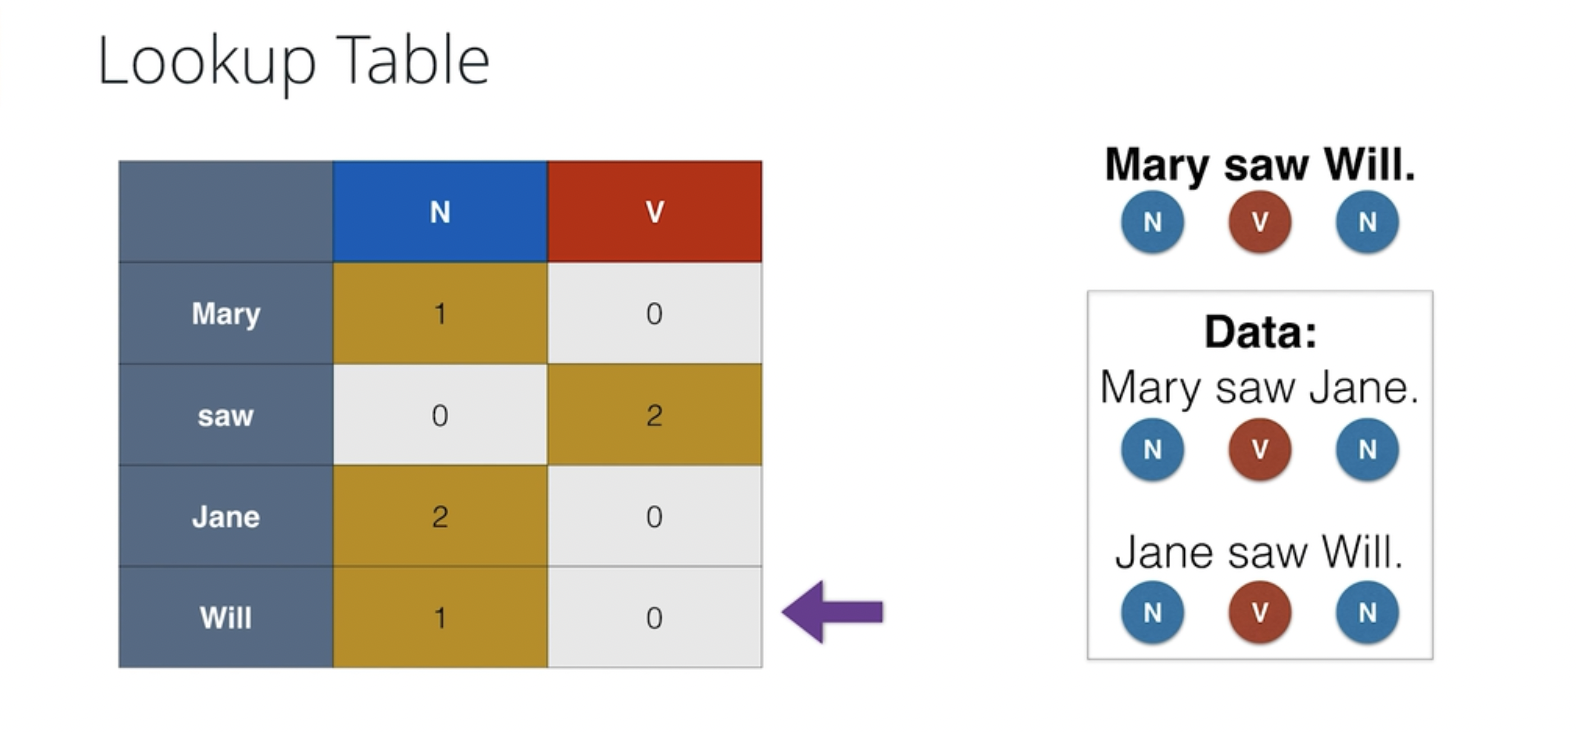 Lookup Table
N V
Mary 1 0
saw 0 2
Jane 2 0
Will 1 0
Mary saw Will.
N V N
Data:
Mary saw Jane.
N V N
Jane saw Will.
N V N